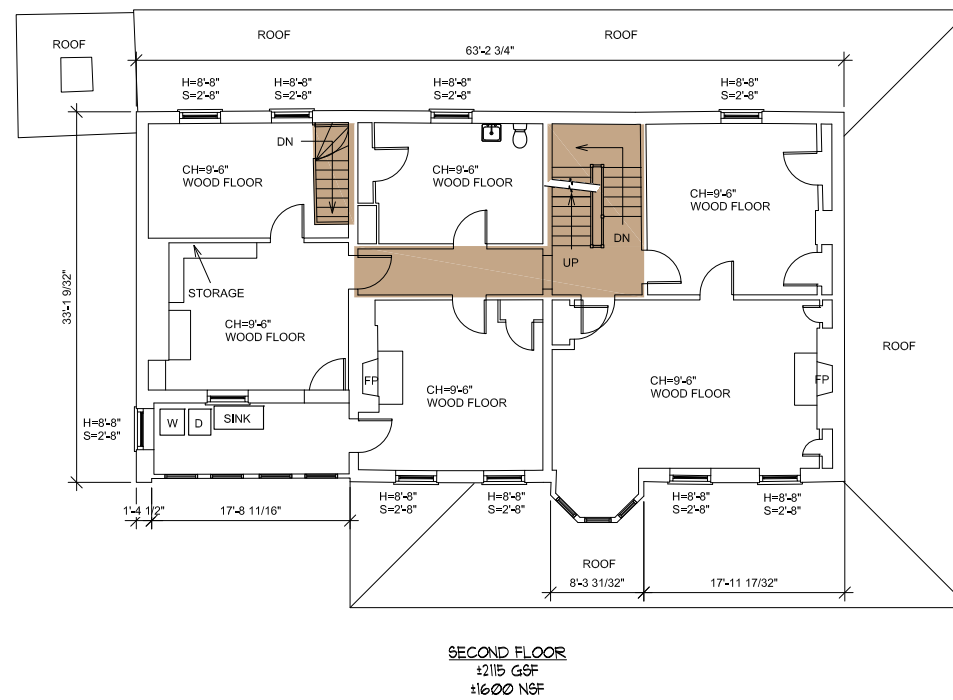 ROOF
ROOF
ROOF
63'-2 3/4"
H=8'-8"
S=2'-8"
H=8'-8"
S=2'-8"
H=8'-8"
S=2'-8"
H=8'-8"
S=2'-8"
DN
CH=9'-6"
WOOD FLOOR
CH=9'-6"
WOOD FLOOR
CH=9'-6"
WOOD FLOOR
DN
UP
33'-1 9/32"
STORAGE
CH=9'-6"
WOOD FLOOR
ROOF
FP
CH=9'-6"
WOOD FLOOR
CH=9'-6"
WOOD FLOOR
FP
H=8'-8"
S=2'-8"
W
D
SINK
H=8'-8"
S=2'-8"
H=8'-8"
S=2'-8"
H=8'-8"
S=2'-8"
H=8'-8"
S=2'-8"
1'-4 1/2"
17'-8 11/16"
ROOF
8'-3 31/32"
17'-11 17/32"
SECOND FLOOR
±2115 GSF
±1600 NSF